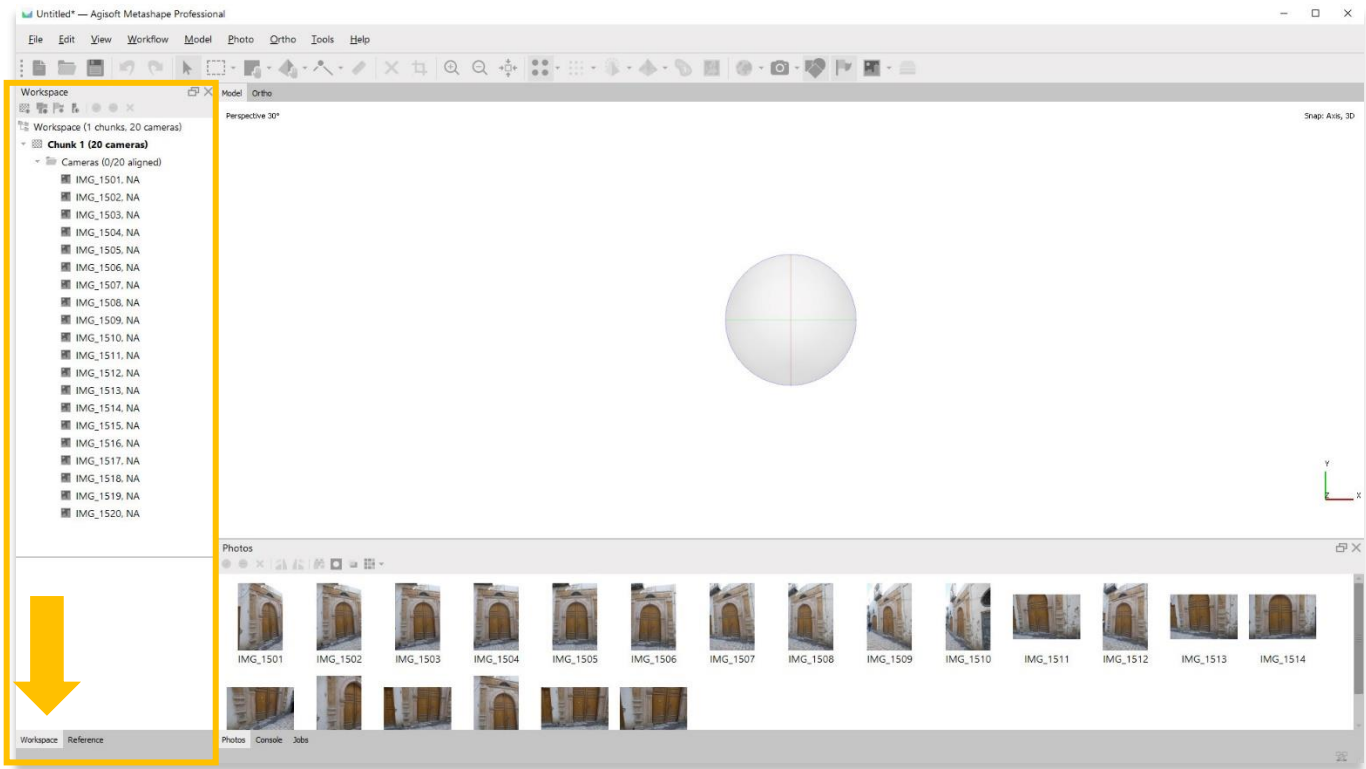 Untitled* — Agisoft Metashape Professional
File Edit View Workflow Model Photo Ortho Tools Help
Workspace
Model Ortho
Perspective 30°
Snap: Axis, 3D
Workspace (1 chunks, 20 cameras)
Chunk 1 (20 cameras)
Cameras (0/20 aligned)
IMG_1501, NA
IMG_1502, NA
IMG_1503, NA
IMG_1504, NA
IMG_1505, NA
IMG_1506, NA
IMG_1507, NA
IMG_1508, NA
IMG_1509, NA
IMG_1510, NA
IMG_1511, NA
IMG_1512, NA
IMG_1513, NA
IMG_1514, NA
IMG_1515, NA
IMG_1516, NA
IMG_1517, NA
IMG_1518, NA
IMG_1519, NA
IMG_1520, NA
Y
Z X
Photos
IMG_1501 IMG_1502 IMG_1503 IMG_1504 IMG_1505 IMG_1506 IMG_1507 IMG_1508 IMG_1509 IMG_1510 IMG_1511 IMG_1512 IMG_1513 IMG_1514
Workspace Reference
Photos Console Jobs